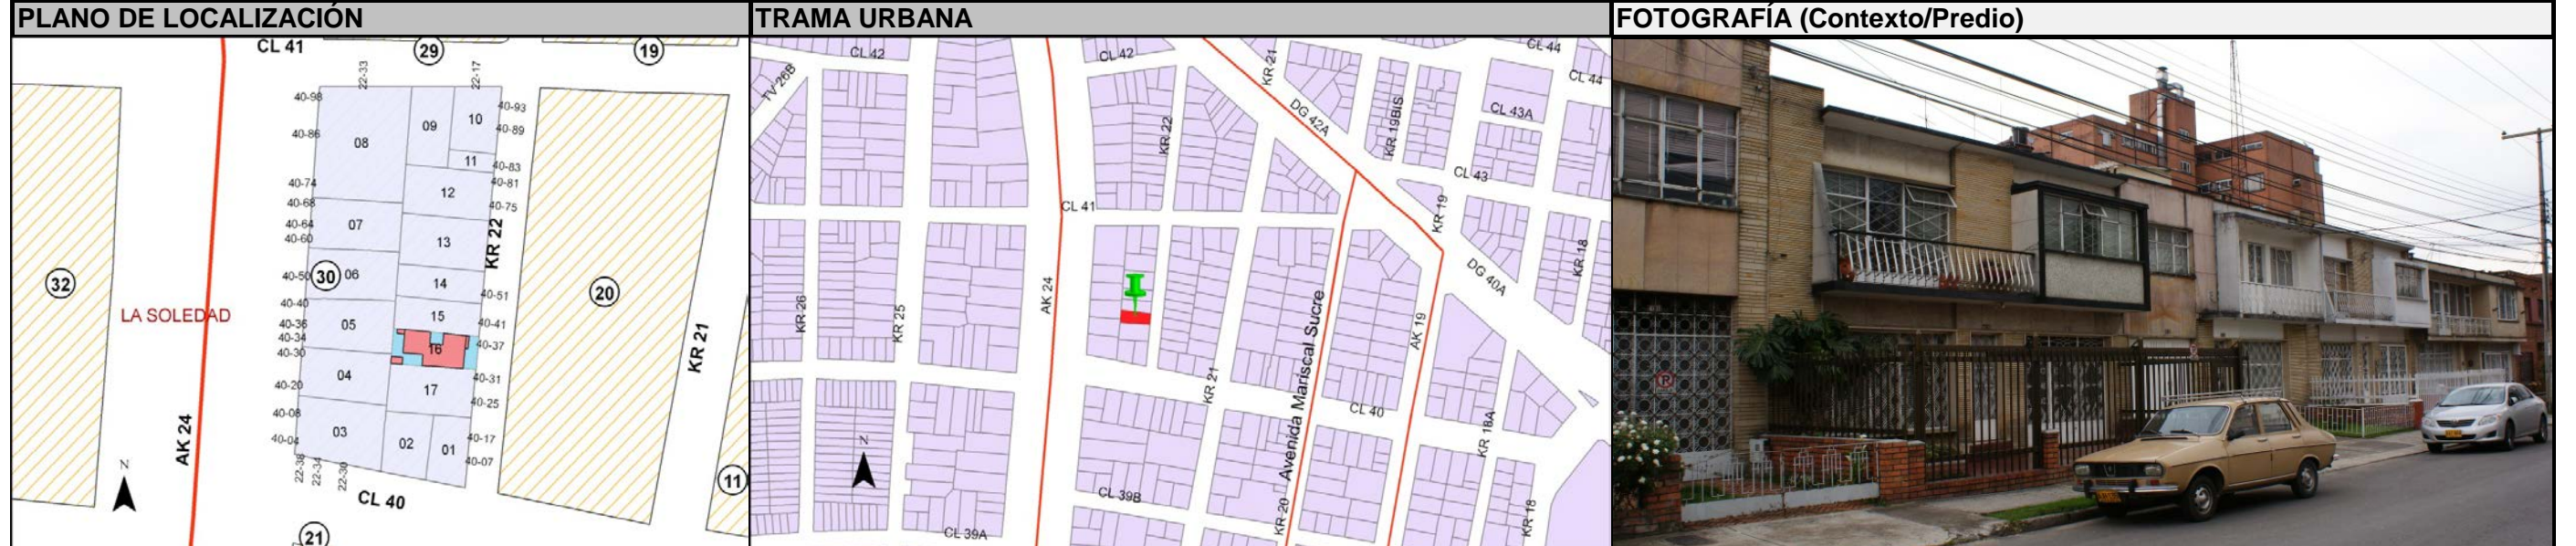 PLANO DE LOCALIZACIÓN
TRAMA URBANA
FOTOGRAFÍA (Contexto/Predio)
CL 41
29
19
22-33
22-17
40-98
40-93
10
09
40-89
40-86
08
11
40-83
40-74
40-81
12
40-68
40-75
40-64
07
40-60
13
KR 22
32
40-50
30
06
14
20
40-51
40-40
LA SOLEDAD
15
40-36
05
40-41
40-34
40-37
16
40-30
KR 21
04
40-31
40-20
17
40-25
40-08
03
02
01
40-17
40-04
40-07
AK 24
22-38
22-34
22-30
N
11
CL 40
21
CL 42
CL 42
KR 21
CL 44
CL 44
TV 26B
DG 42A
KR 19BIS
CL 43A
KR 22
CL 43
CL 41
KR 19
KR 18
DG 40A
AK 24
KR 26
KR 25
Avenida Mariscal Sucre
AK 19
KR 21
CL 40
KR 18A
N
CL 39B
KR 20
KR 18
CL 39A